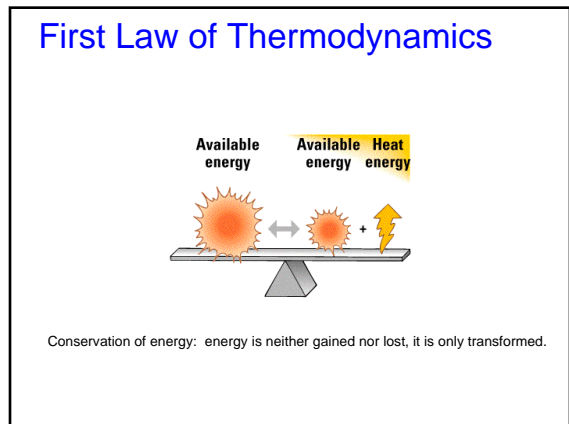 First Law of Thermodynamics
Available Available Heat
energy energy energy
+
Conservation of energy: energy is neither gained nor lost, it is only transformed.